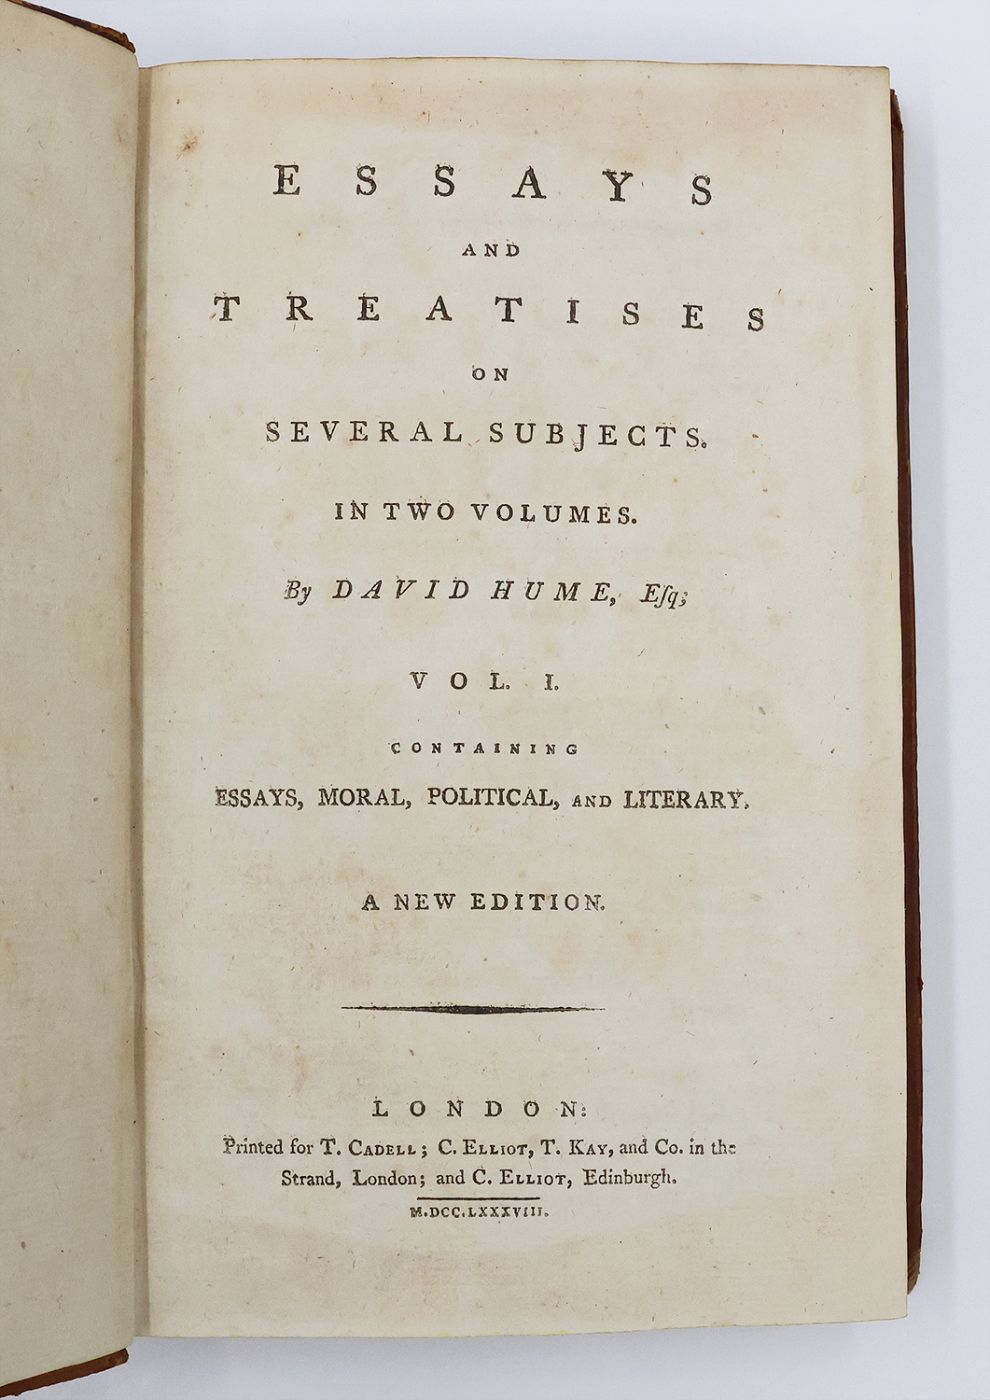 ESSAYS
AND
TREATISES
ON
SEVERAL SUBJECTS.
IN TWO VOLUMES.
By DAVID HUME, Eſq;
VOL. I.
CONTAINING
ESSAYS, MORAL, POLITICAL, AND LITERARY.
A NEW EDITION.
LONDON:
Printed for T. CADELL; C. ELLIOT, T. KAY, and Co. in the
Strand, London; and C. ELLIOT, Edinburgh.
M.DCC.LXXXVIII.